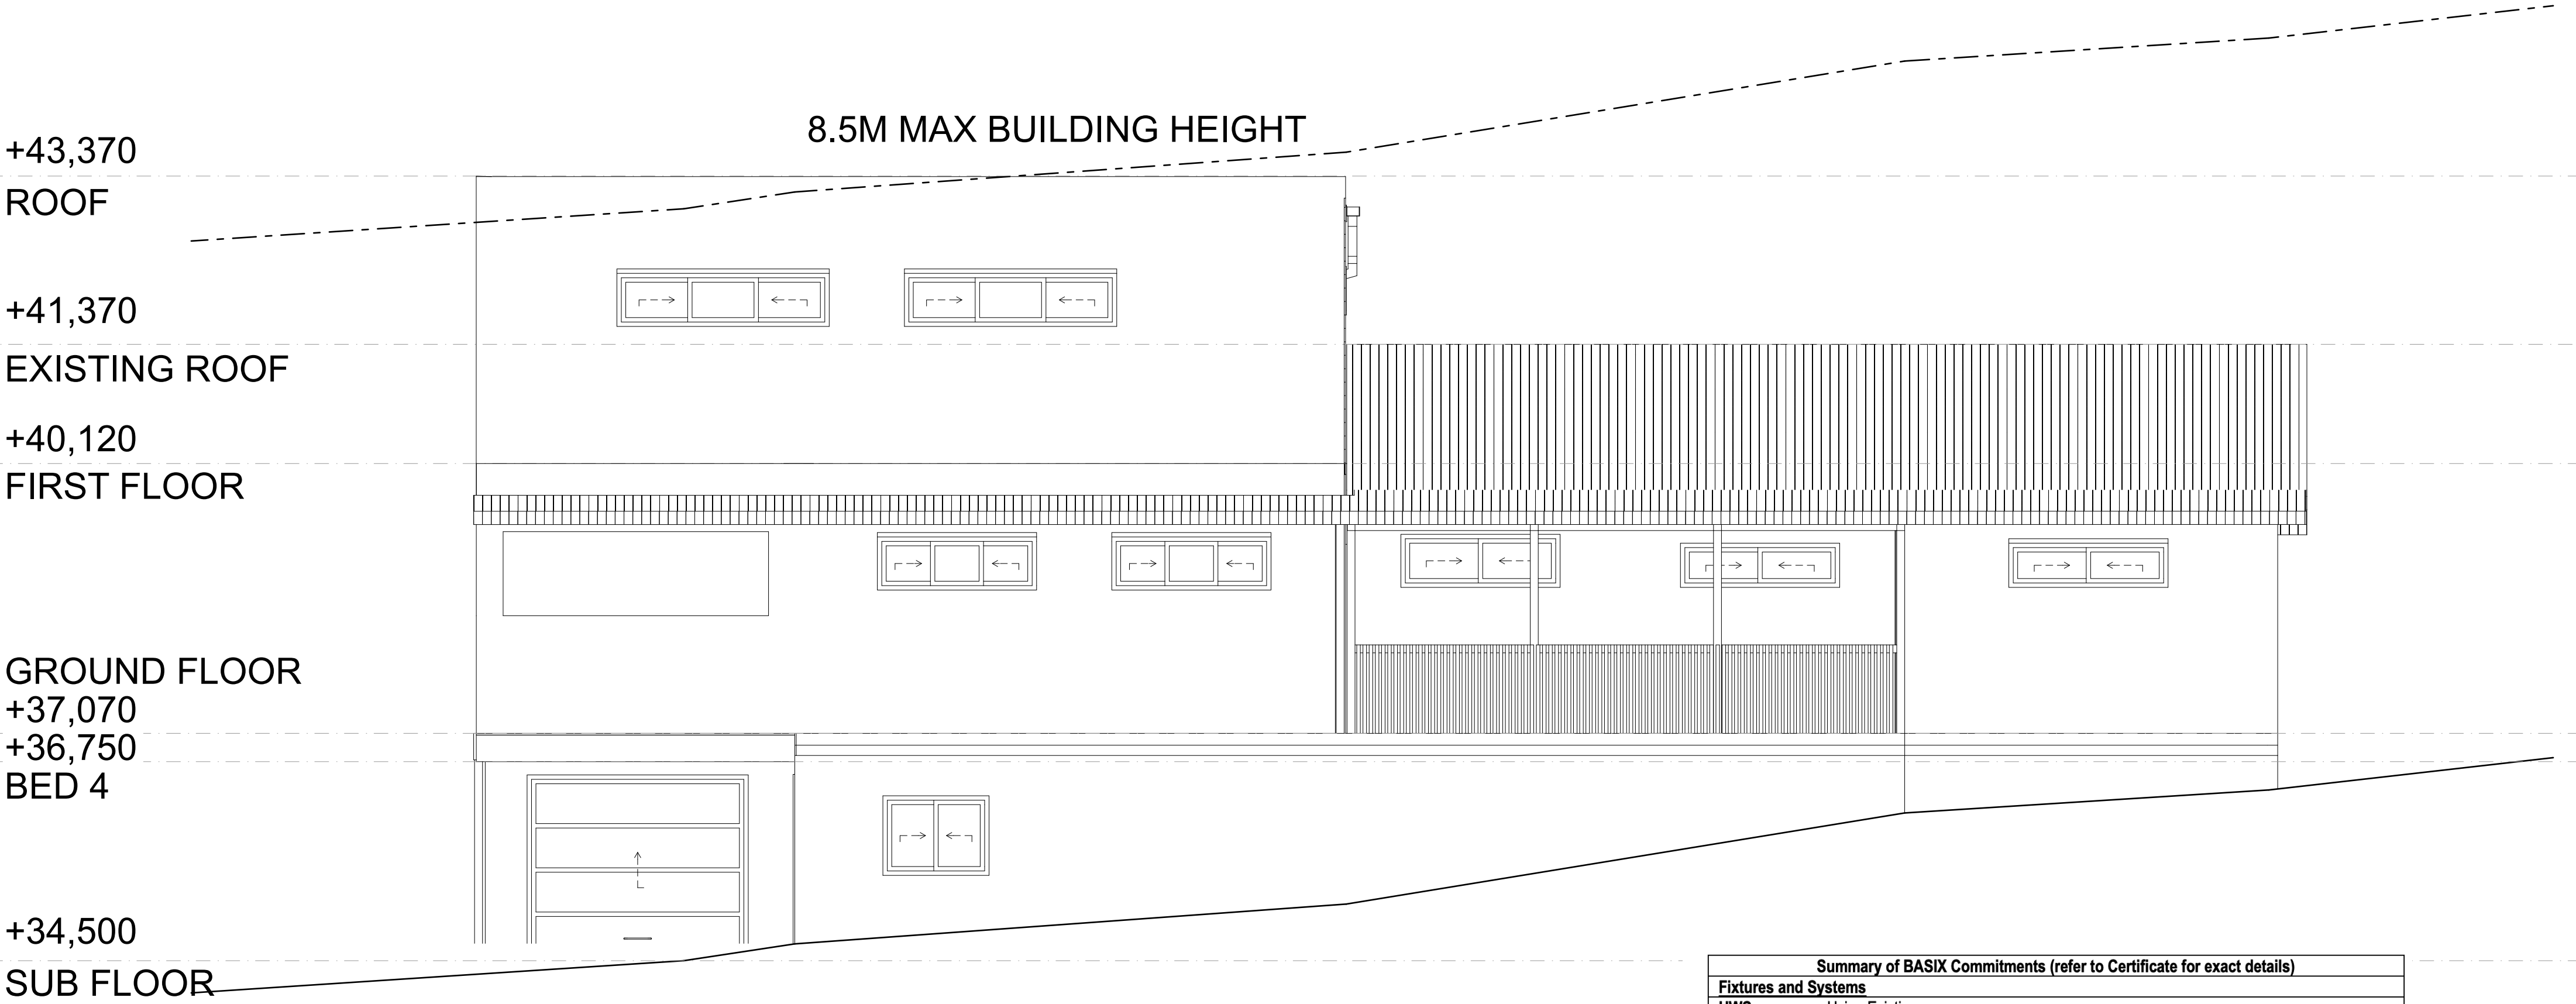 8.5M MAX BUILDING HEIGHT
+43,370
ROOF
+41,370
EXISTING ROOF
+40,120
FIRST FLOOR
GROUND FLOOR
+37,070
+36,750
BED 4
+34,500
SUB FLOOR
Summary of BASIX Commitments (refer to Certificate for exact details)
Fixtures and Systems